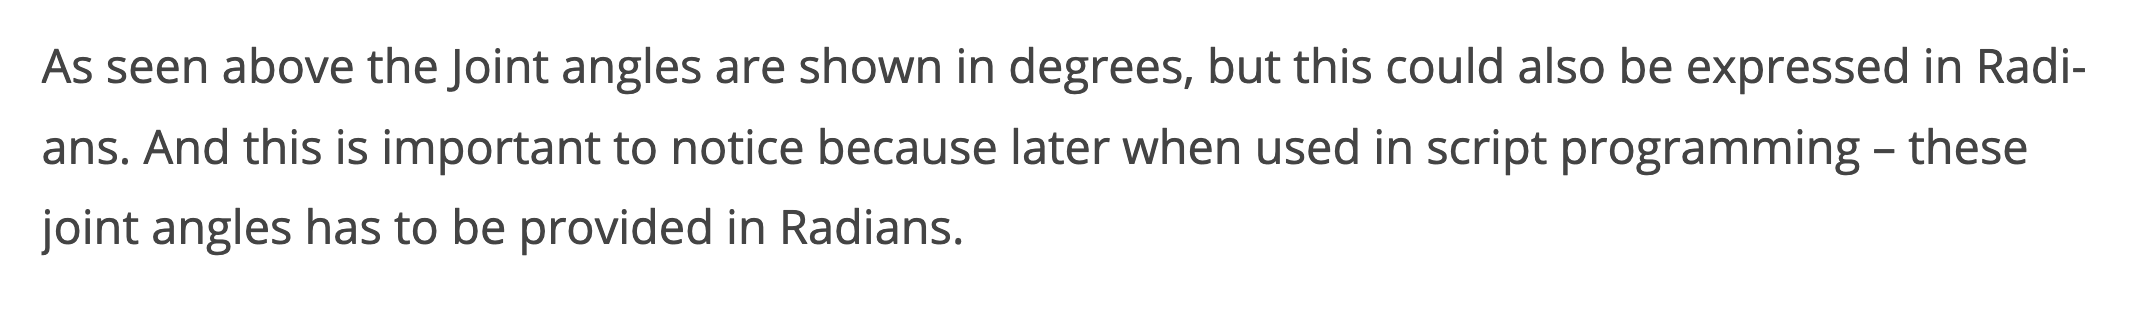 As seen above the Joint angles are shown in degrees, but this could also be expressed in Radi-
ans. And this is important to notice because later when used in script programming – these
joint angles has to be provided in Radians.